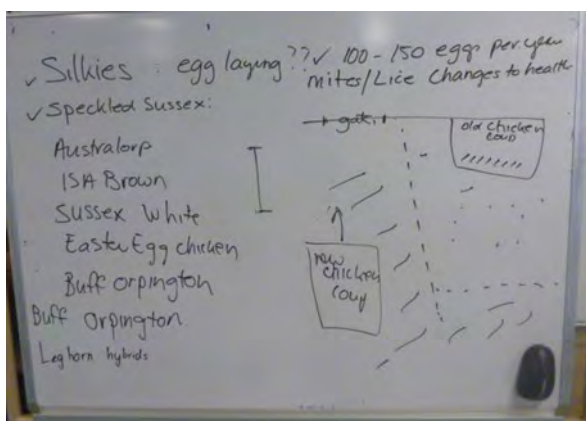 ✓ Silkies : egg laying ??✓ 100-150 eggs per year
mites/Lice Changes to health
✓ Speckled Sussex:
Australorp
ISA Brown
Sussex White
Easter Egg chicken
Buff orpington
Buff Orpington
Leghorn hybrids
gate
old chicken
coup
new
chicken
coup